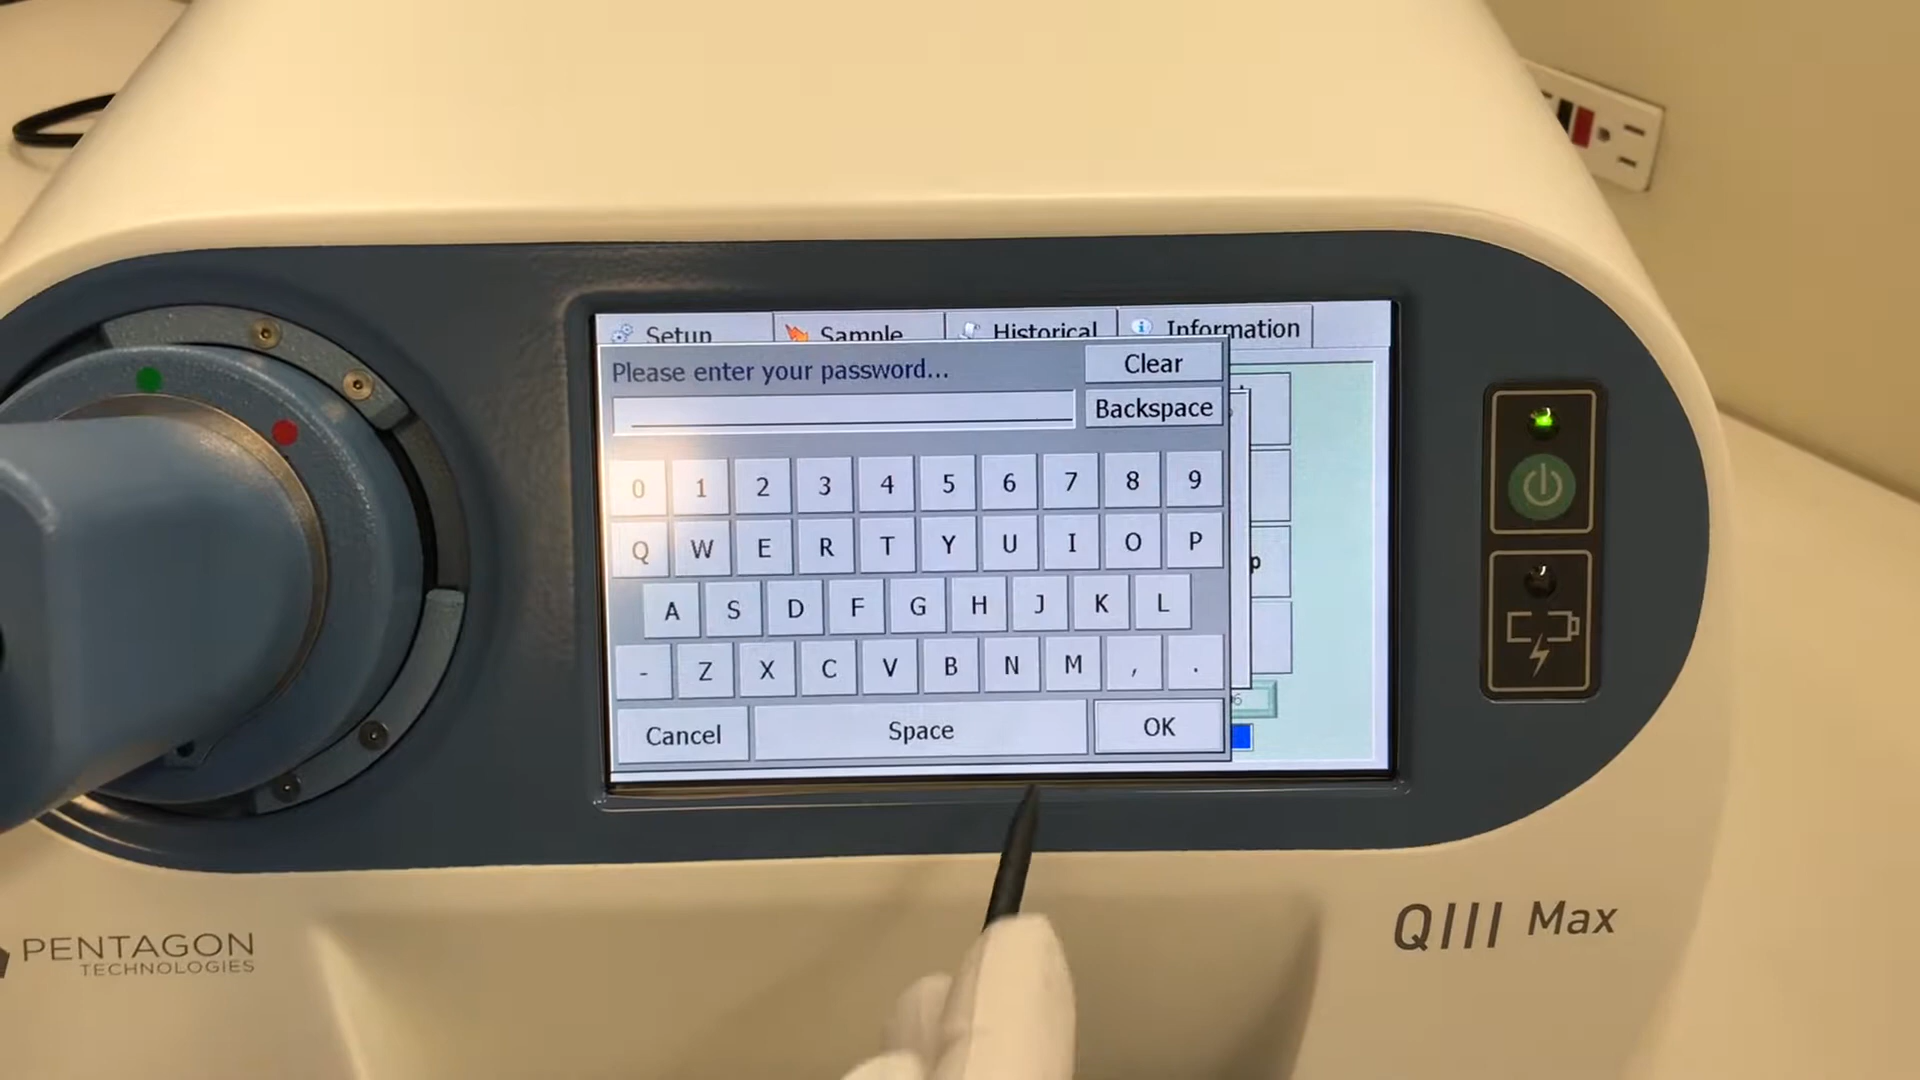 Setup Sample Historical Information
Please enter your password... Clear
Backspace
0 1 2 3 4 5 6 7 8 9
Q W E R T Y U I O P
A S D F G H J K L
- Z X C V B N M , .
Cancel Space OK
PENTAGON
TECHNOLOGIES
QIII Max